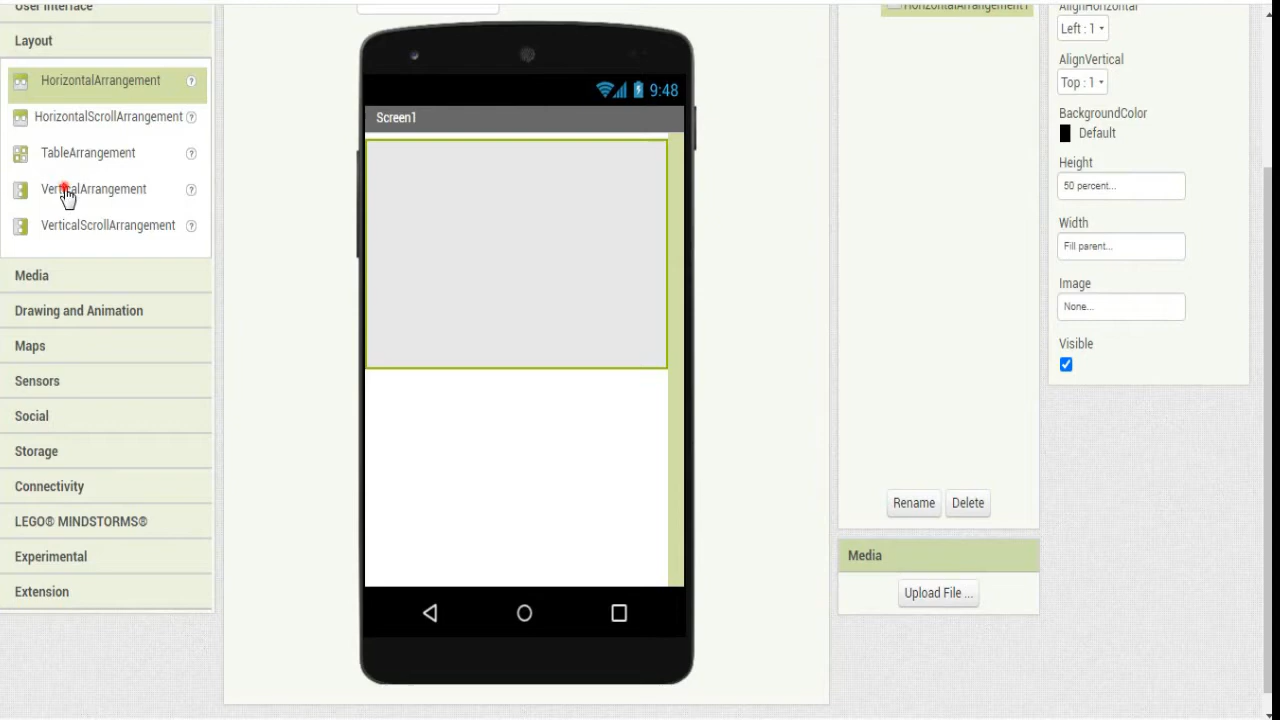 User Interface
Layout
HorizontalArrangement ?
HorizontalScrollArrangement ?
TableArrangement ?
VerticalArrangement ?
VerticalScrollArrangement ?
Media
Drawing and Animation
Maps
Sensors
Social
Storage
Connectivity
LEGO® MINDSTORMS®
Experimental
Extension
9:48
Screen1
HorizontalArrangement1
Rename Delete
Media
Upload File ...
AlignHorizontal
Left : 1
AlignVertical
Top : 1
BackgroundColor
Default
Height
50 percent...
Width
Fill parent...
Image
None...
Visible